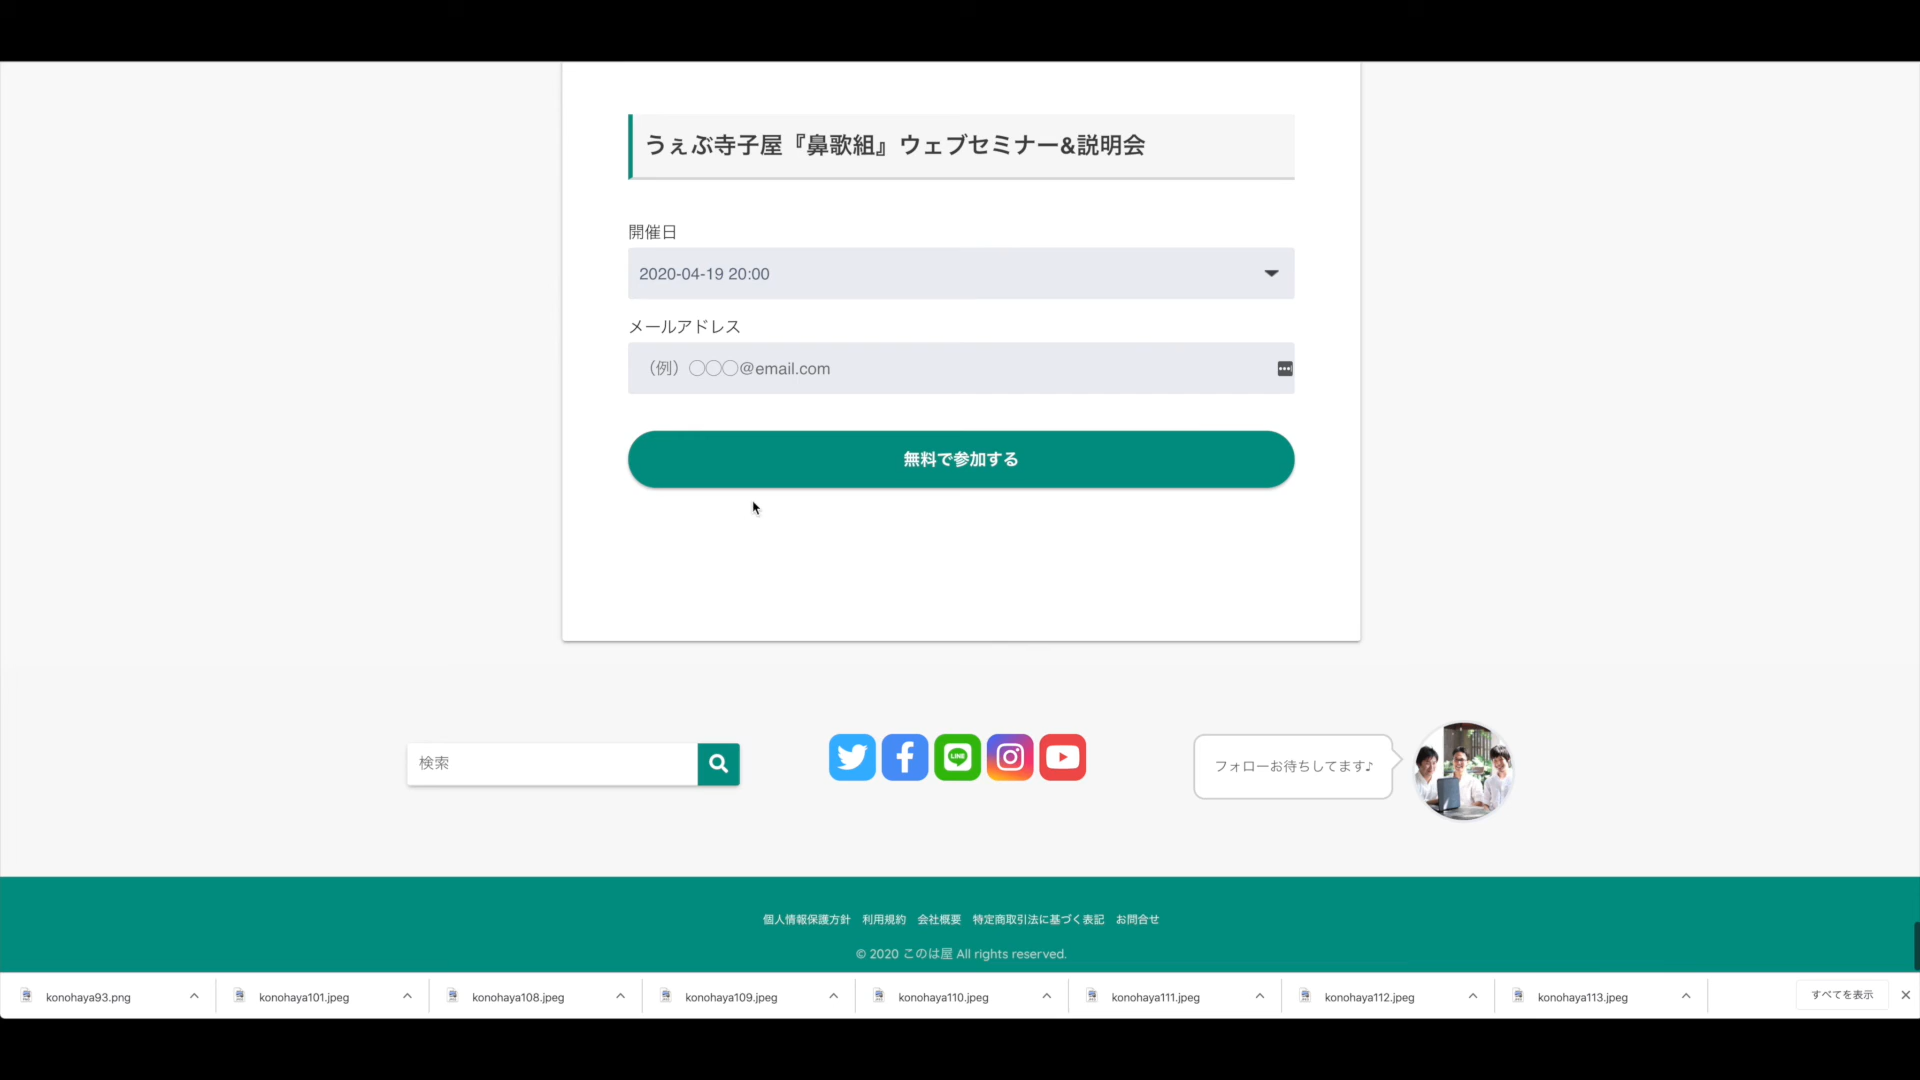 うぇぶ寺子屋『鼻歌組』ウェブセミナー&説明会
開催日
2020-04-19 20:00
メールアドレス
（例）◯◯◯@email.com
無料で参加する
検索
LINE
フォローお待ちしてます♪
個人情報保護方針 利用規約 会社概要 特定商取引法に基づく表記 お問合せ
© 2020 このは屋 All rights reserved.
konohaya93.png konohaya101.jpeg konohaya108.jpeg konohaya109.jpeg konohaya110.jpeg konohaya111.jpeg konohaya112.jpeg konohaya113.jpeg すべてを表示